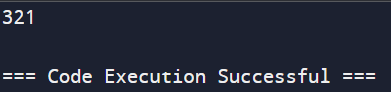 321
=== Code Execution Successful ===